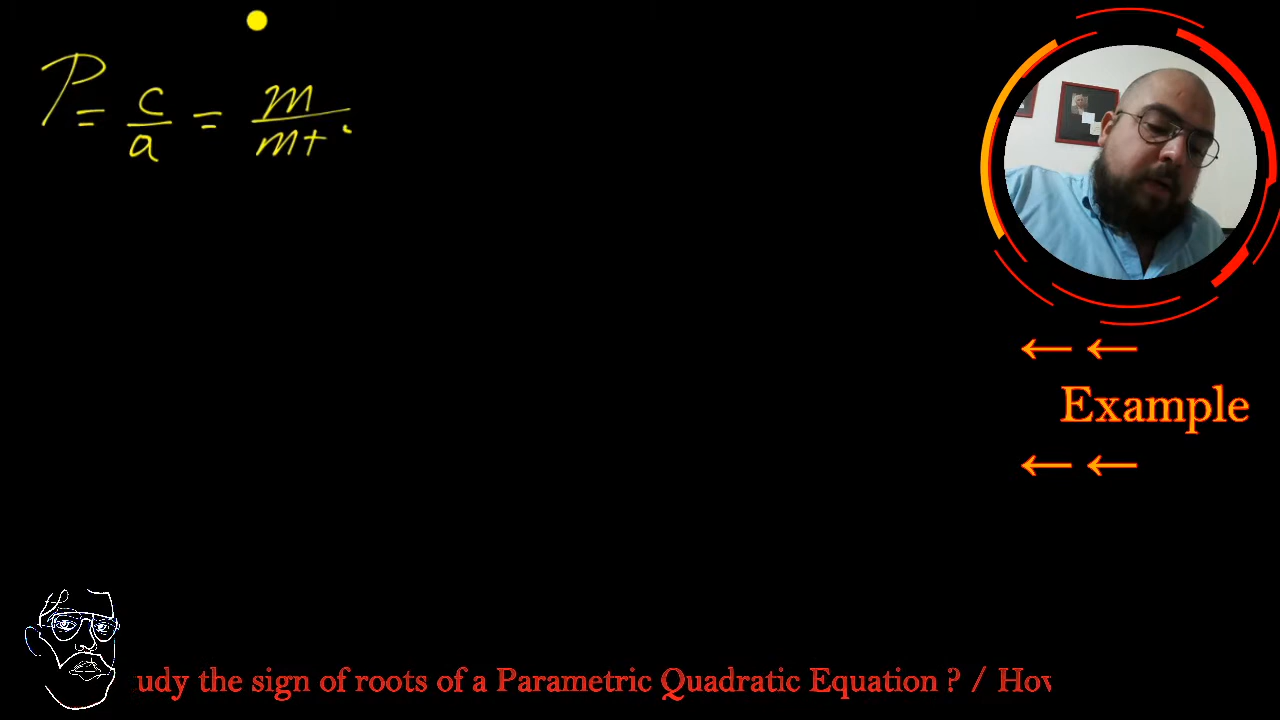 P = c/a = m/m+
← ←
Example
← ←
udy the sign of roots of a Parametric Quadratic Equation ? / Hov